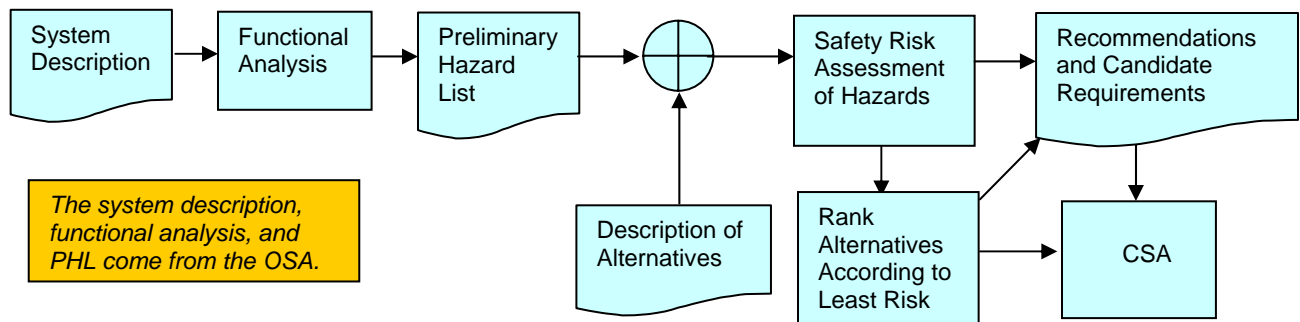 System
Description
Functional
Analysis
Preliminary
Hazard
List
Safety Risk
Assessment
of Hazards
Recommendations
and Candidate
Requirements
The system description,
functional analysis, and
PHL come from the OSA.
Description of
Alternatives
Rank
Alternatives
According to
Least Risk
CSA